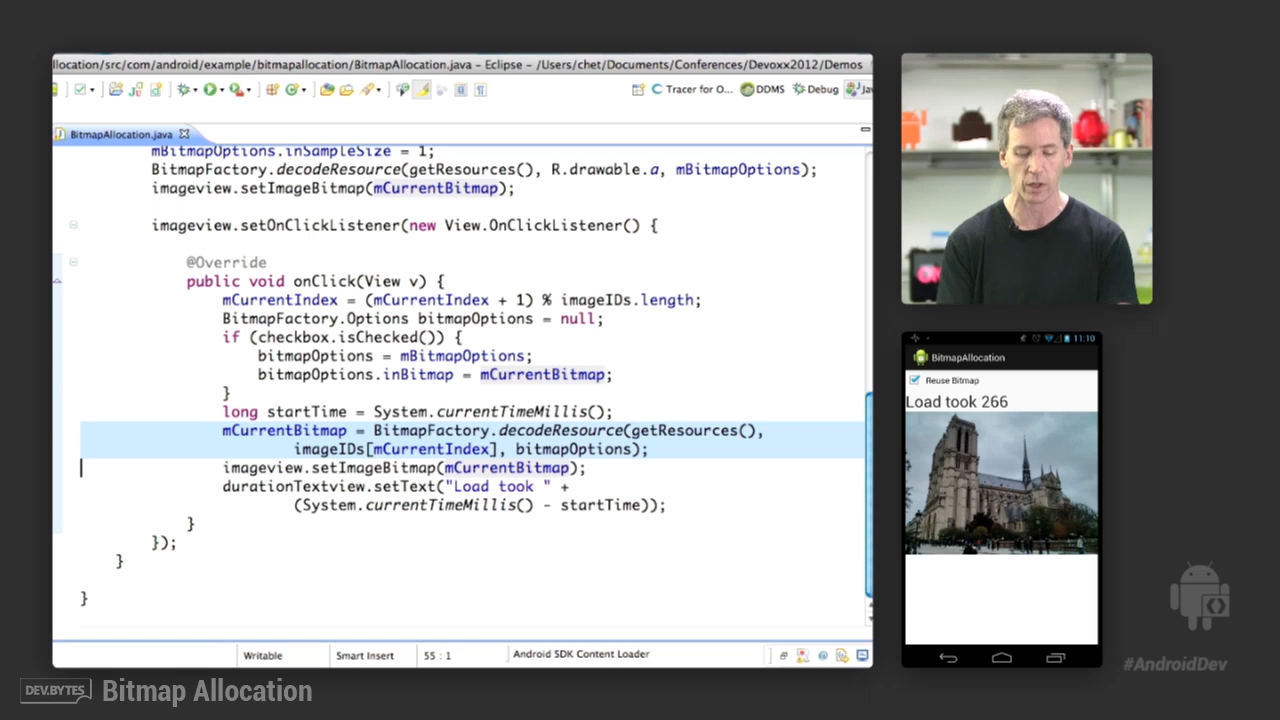 llocation/src/com/android/example/bitmapallocation/BitmapAllocation.java - Eclipse - /Users/chet/Documents/Conferences/Devoxx2012/Demos
Tracer for O...
DDMS
Debug
Jav
BitmapAllocation.java
mBitmapOptions.inSampleSize = 1;
BitmapFactory.decodeResource(getResources(), R.drawable.a, mBitmapOptions);
imageview.setImageBitmap(mCurrentBitmap);
imageview.setOnClickListener(new View.OnClickListener() {
@Override
public void onClick(View v) {
mCurrentIndex = (mCurrentIndex + 1) % imageIDs.length;
BitmapFactory.Options bitmapOptions = null;
if (checkbox.isChecked()) {
bitmapOptions = mBitmapOptions;
bitmapOptions.inBitmap = mCurrentBitmap;
}
long startTime = System.currentTimeMillis();
mCurrentBitmap = BitmapFactory.decodeResource(getResources(),
imageIDs[mCurrentIndex], bitmapOptions);
imageview.setImageBitmap(mCurrentBitmap);
durationTextview.setText("Load took " +
(System.currentTimeMillis() - startTime));
}
});
}
}
Writable
Smart Insert
55 : 1
Android SDK Content Loader
11:10
BitmapAllocation
Reuse Bitmap
Load took 266
#AndroidDev
DEV.BYTES
Bitmap Allocation